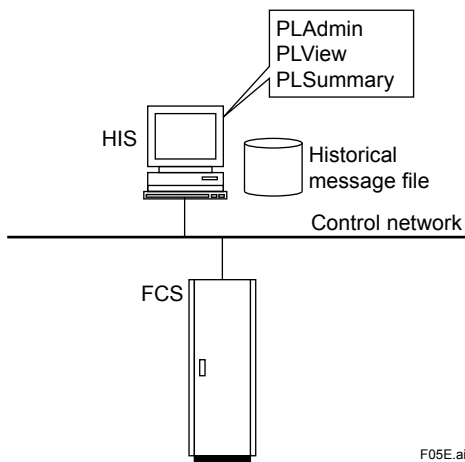 PLAdmin
PLView
PLSummary
HIS
Historical
message file
Control network
FCS
F05E.ai